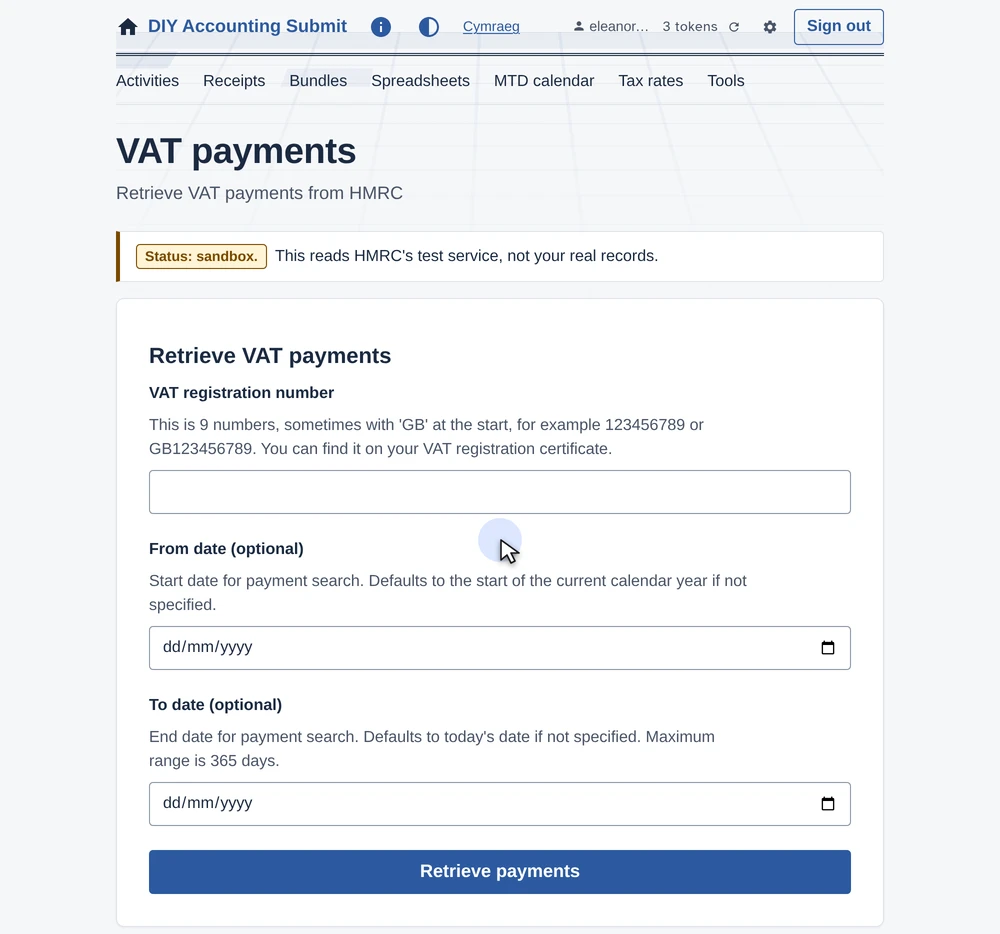 DIY Accounting Submit
Cymraeg
eleanor...
3 tokens
Sign out
Activities
Receipts
Bundles
Spreadsheets
MTD calendar
Tax rates
Tools
VAT payments
Retrieve VAT payments from HMRC
Status: sandbox. This reads HMRC's test service, not your real records.
Retrieve VAT payments
VAT registration number
This is 9 numbers, sometimes with 'GB' at the start, for example 123456789 or
GB123456789. You can find it on your VAT registration certificate.
From date (optional)
Start date for payment search. Defaults to the start of the current calendar year if not
specified.
dd/mm/yyyy
To date (optional)
End date for payment search. Defaults to today's date if not specified. Maximum
range is 365 days.
dd/mm/yyyy
Retrieve payments